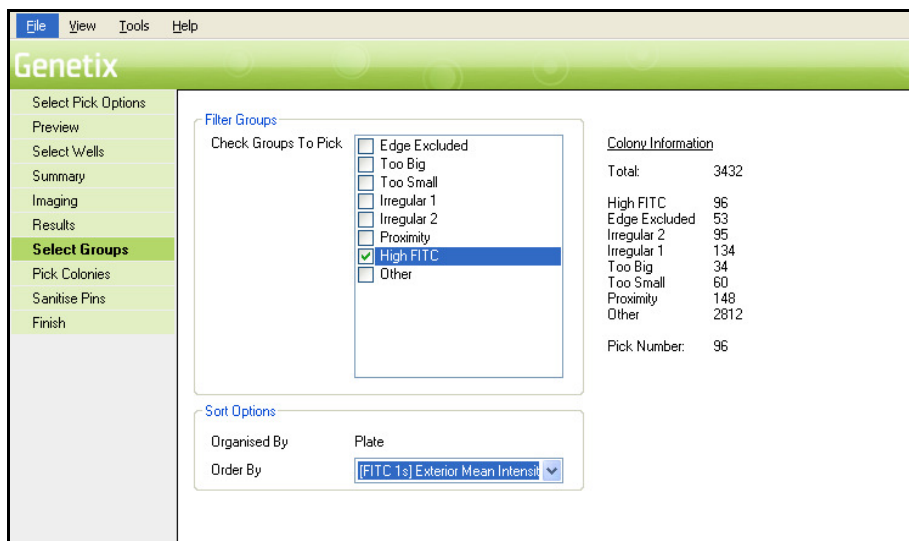 File View Tools Help
Genetix
Select Pick Options
Preview
Select Wells
Summary
Imaging
Results
Select Groups
Pick Colonies
Sanitise Pins
Finish
Filter Groups
Check Groups To Pick
Edge Excluded
Too Big
Too Small
Irregular 1
Irregular 2
Proximity
High FITC
Other
Sort Options
Organised By Plate
Order By [FITC 1s] Exterior Mean Intensit
Colony Information
Total: 3432
High FITC 96
Edge Excluded 53
Irregular 2 95
Irregular 1 134
Too Big 34
Too Small 60
Proximity 148
Other 2812
Pick Number: 96